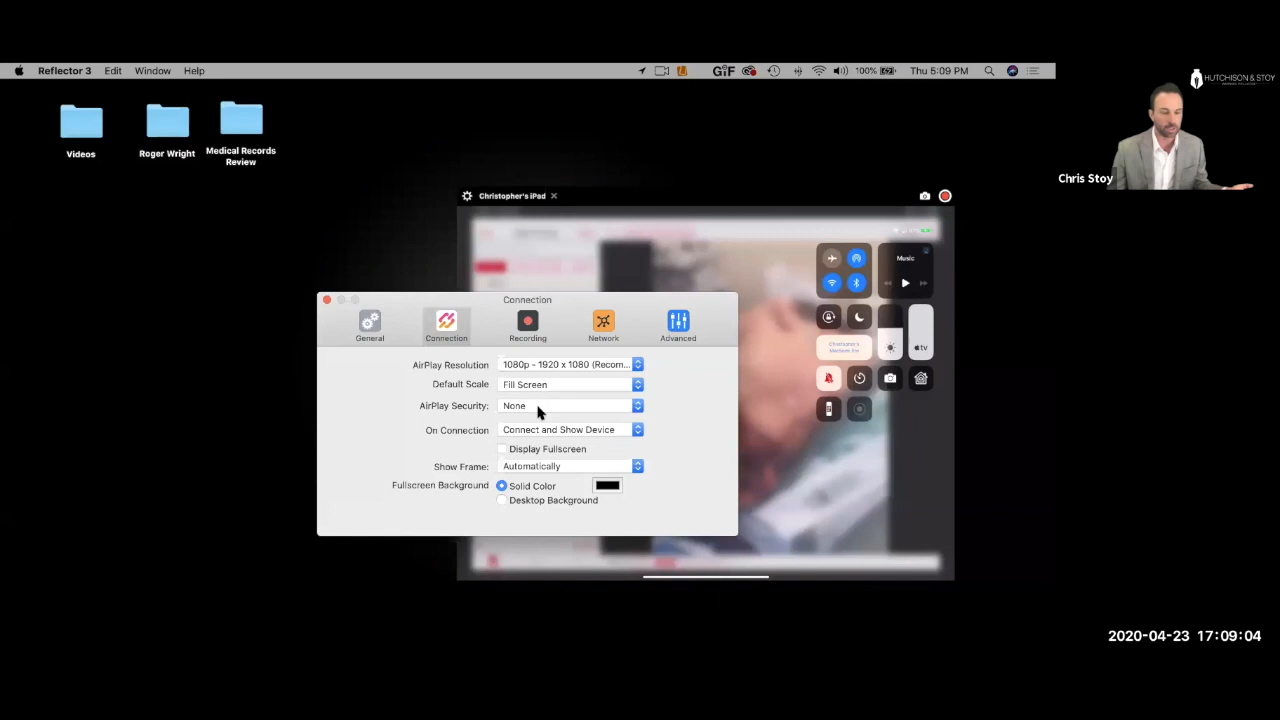 Reflector 3 Edit Window Help
GIF 100% Thu 5:09 PM
HUTCHISON & STOY
Videos
Roger Wright
Medical Records
Review
Chris Stoy
Christopher's iPad
Music
Connection
General
Connection
Recording
Network
Advanced
AirPlay Resolution 1080p - 1920 x 1080 (Recom...
Default Scale Fill Screen
AirPlay Security: None
On Connection Connect and Show Device
Display Fullscreen
Show Frame: Automatically
Fullscreen Background Solid Color
Desktop Background
tv
2020-04-23 17:09:04